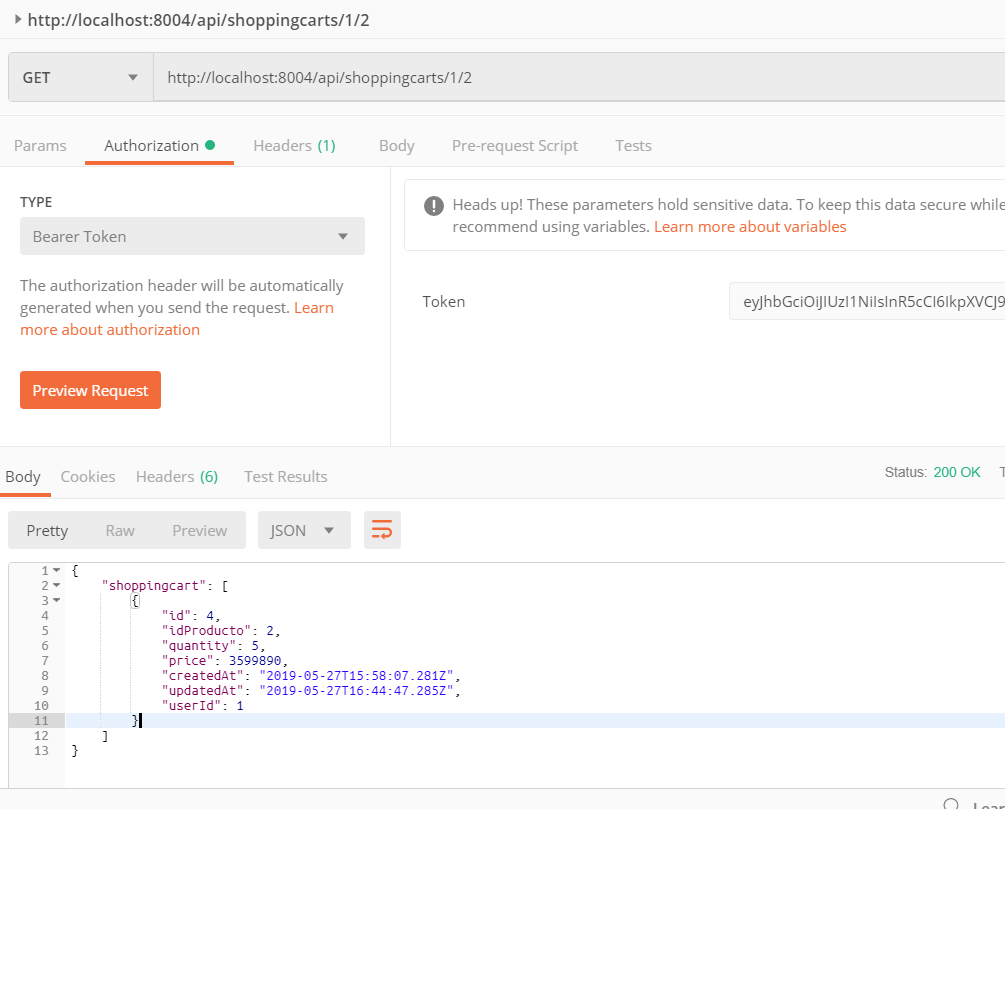 http://localhost:8004/api/shoppingcarts/1/2
GET http://localhost:8004/api/shoppingcarts/1/2
Params Authorization Headers (1) Body Pre-request Script Tests
TYPE
Bearer Token
The authorization header will be automatically
generated when you send the request. Learn
more about authorization
Preview Request
Heads up! These parameters hold sensitive data. To keep this data secure while
recommend using variables. Learn more about variables
Token eyJhbGciOiJIUzI1NiIsInR5cCI6IkpXVCJ9
Body Cookies Headers (6) Test Results Status: 200 OK
Pretty Raw Preview JSON
1 {
2 "shoppingcart": [
3 {
4 "id": 4,
5 "idProducto": 2,
6 "quantity": 5,
7 "price": 3599890,
8 "createdAt": "2019-05-27T15:58:07.281Z",
9 "updatedAt": "2019-05-27T16:44:47.285Z",
10 "userId": 1
11 }
12 ]
13 }